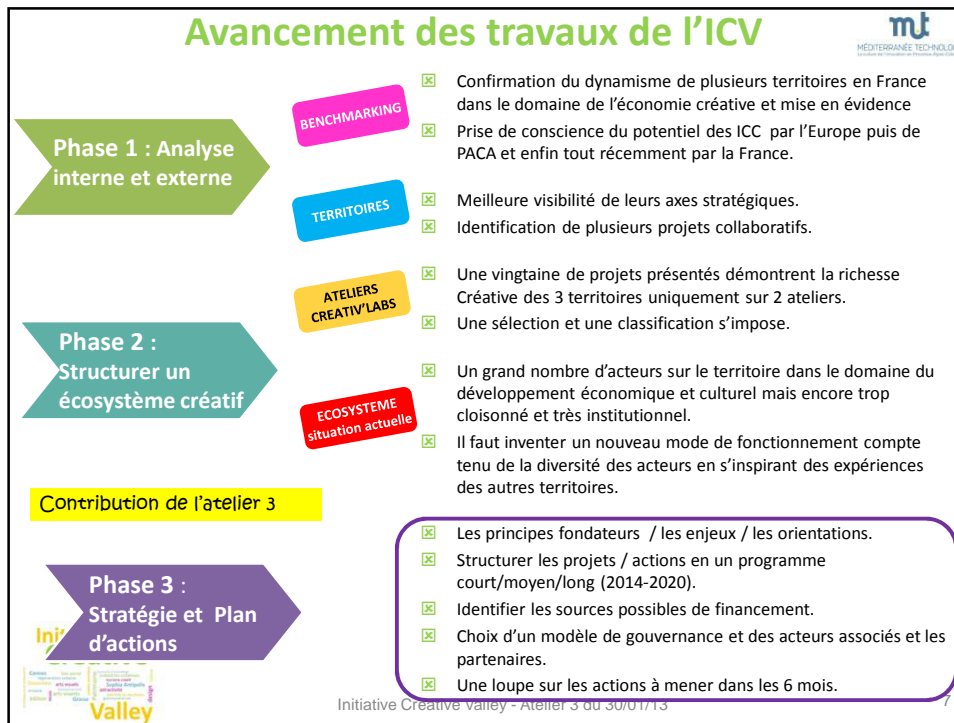 Avancement des travaux de l’ICV
mt
MÉDITERRANÉE TECHNOLO
Phase 1 : Analyse
interne et externe
BENCHMARKING
Confirmation du dynamisme de plusieurs territoires en France
dans le domaine de l’économie créative et mise en évidence
Prise de conscience du potentiel des ICC par l’Europe puis de
PACA et enfin tout récemment par la France.
TERRITOIRES
Meilleure visibilité de leurs axes stratégiques.
Identification de plusieurs projets collaboratifs.
Phase 2 :
Structurer un
écosystème créatif
ATELIERS
CREATIV’LABS
Une vingtaine de projets présentés démontrent la richesse
Créative des 3 territoires uniquement sur 2 ateliers.
Une sélection et une classification s’impose.
ECOSYSTEME
situation actuelle
Un grand nombre d’acteurs sur le territoire dans le domaine du
développement économique et culturel mais encore trop
cloisonné et très institutionnel.
Il faut inventer un nouveau mode de fonctionnement compte
tenu de la diversité des acteurs en s’inspirant des expériences
des autres territoires.
Contribution de l’atelier 3
Phase 3 :
Stratégie et Plan
d’actions
Les principes fondateurs / les enjeux / les orientations.
Structurer les projets / actions en un programme
court/moyen/long (2014-2020).
Identifier les sources possibles de financement.
Choix d’un modèle de gouvernance et des acteurs associés et les
partenaires.
Une loupe sur les actions à mener dans les 6 mois.
Valley
Initiative Creative Valley - Atelier 3 du 30/01/13
7